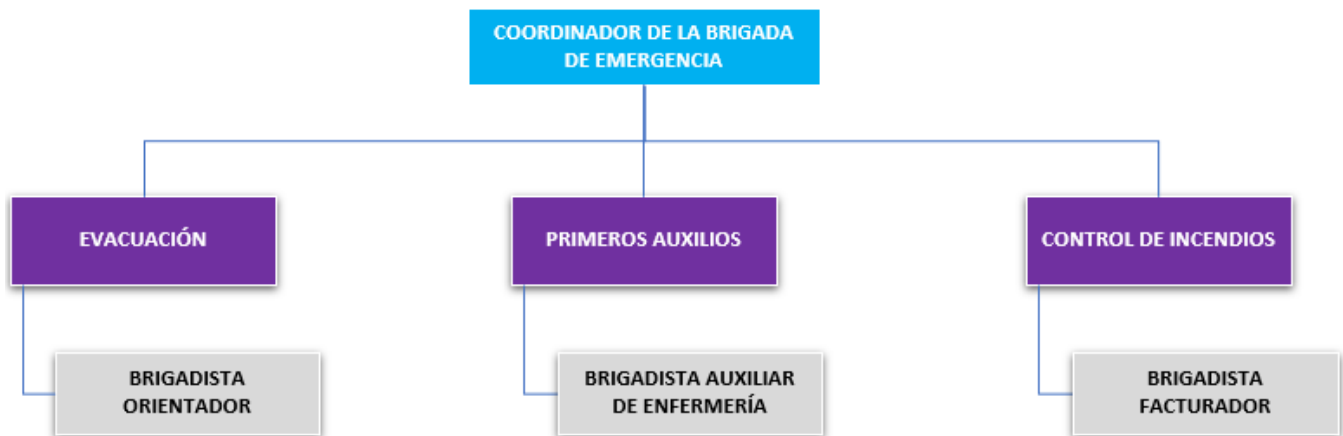 COORDINADOR DE LA BRIGADA
DE EMERGENCIA
EVACUACIÓN
PRIMEROS AUXILIOS
CONTROL DE INCENDIOS
BRIGADISTA
ORIENTADOR
BRIGADISTA AUXILIAR
DE ENFERMERÍA
BRIGADISTA
FACTURADOR